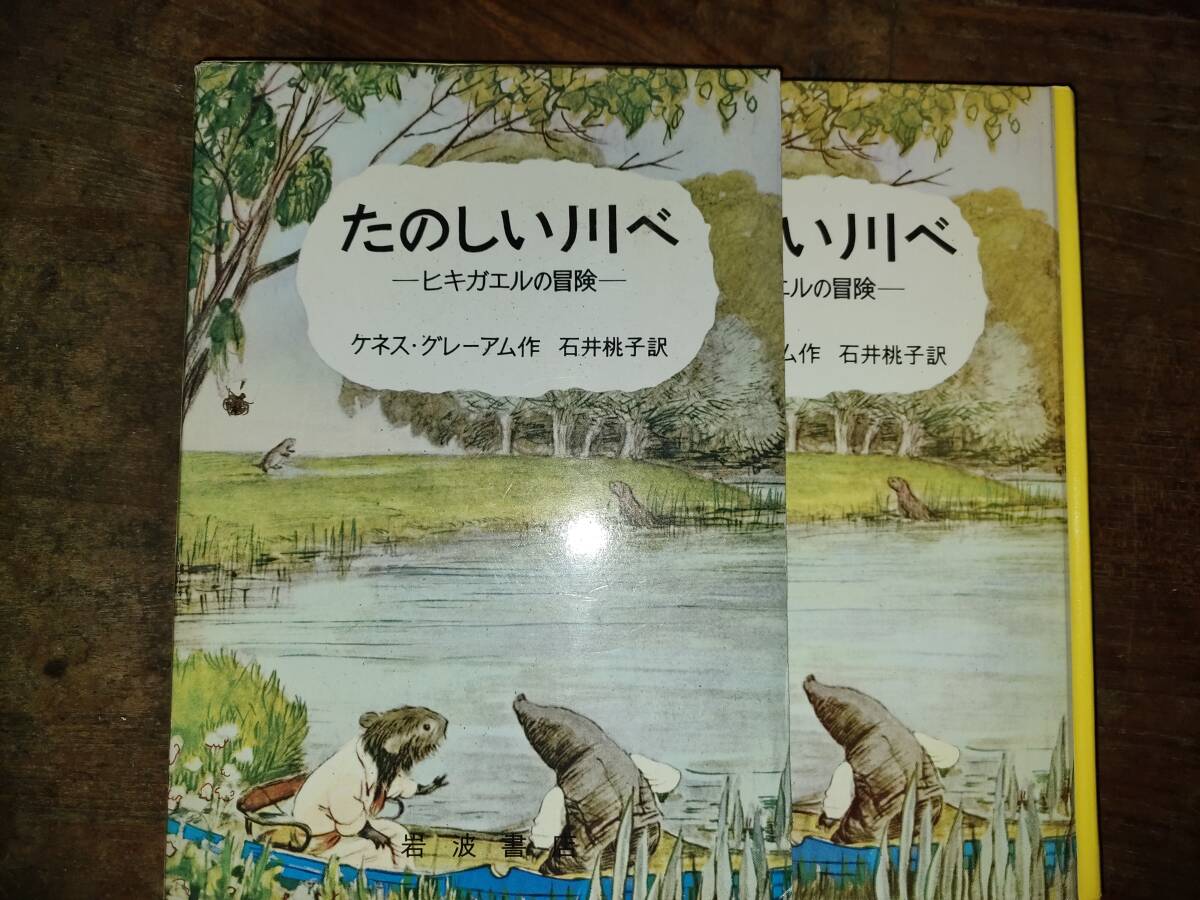 たのしい川べ
—ヒキガエルの冒険—
ケネス・グレーアム作 石井桃子訳
岩波書店
い川べ
エルの冒険—
ム作 石井桃子訳